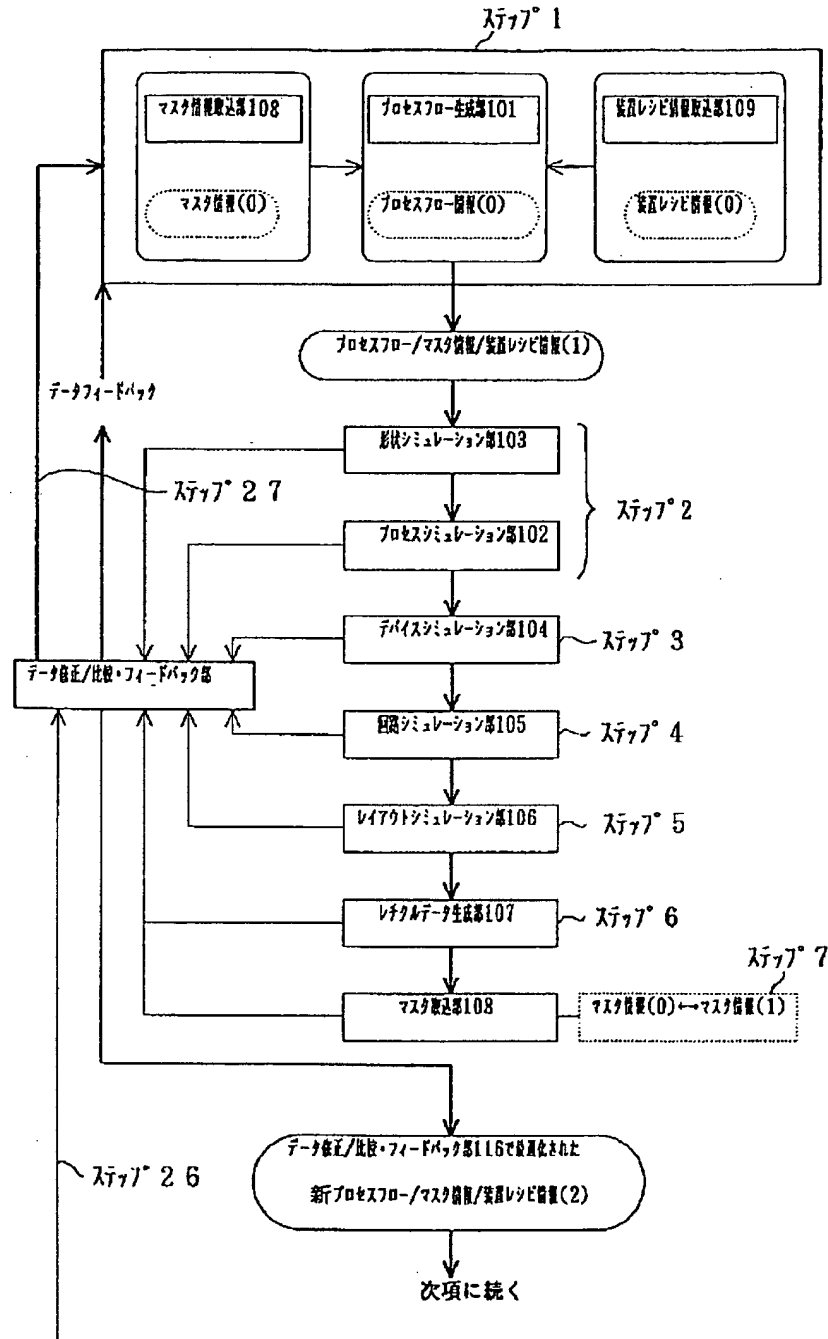 ステップ 1
マスタ情報取込部108
プロセスフロー生成部101
装置レシピ情報取込部109
マスタ情報(0)
プロセスフロー情報(0)
装置レシピ情報(0)
プロセスフロー/マスタ情報/装置レシピ情報(1)
データフィードバック
形状シミュレーション部103
ステップ 27
ステップ 2
プロセスシミュレーション部102
デバイスシミュレーション部104
ステップ 3
データ修正/比較・フィードバック部
回路シミュレーション部105
ステップ 4
レイアウトシミュレーション部106
ステップ 5
レチクルデータ生成部107
ステップ 6
ステップ 7
マスタ取込部108
マスタ情報(0)↔マスタ情報(1)
データ修正/比較・フィードバック部116で最適化された
新プロセスフロー/マスタ情報/装置レシピ情報(2)
ステップ 26
次項に続く